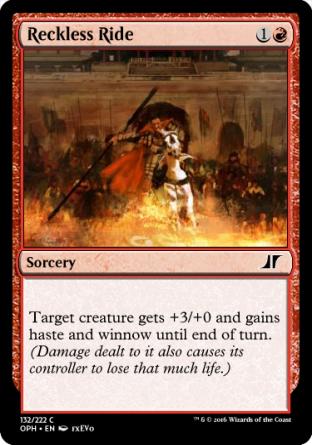 Reckless Ride 1
Sorcery
Target creature gets +3/+0 and gains
haste and winnow until end of turn.
(Damage dealt to it also causes its
controller to lose that much life.)
132/222 C
OPH • EN rxEVo
™ & © 2016 Wizards of the Coast